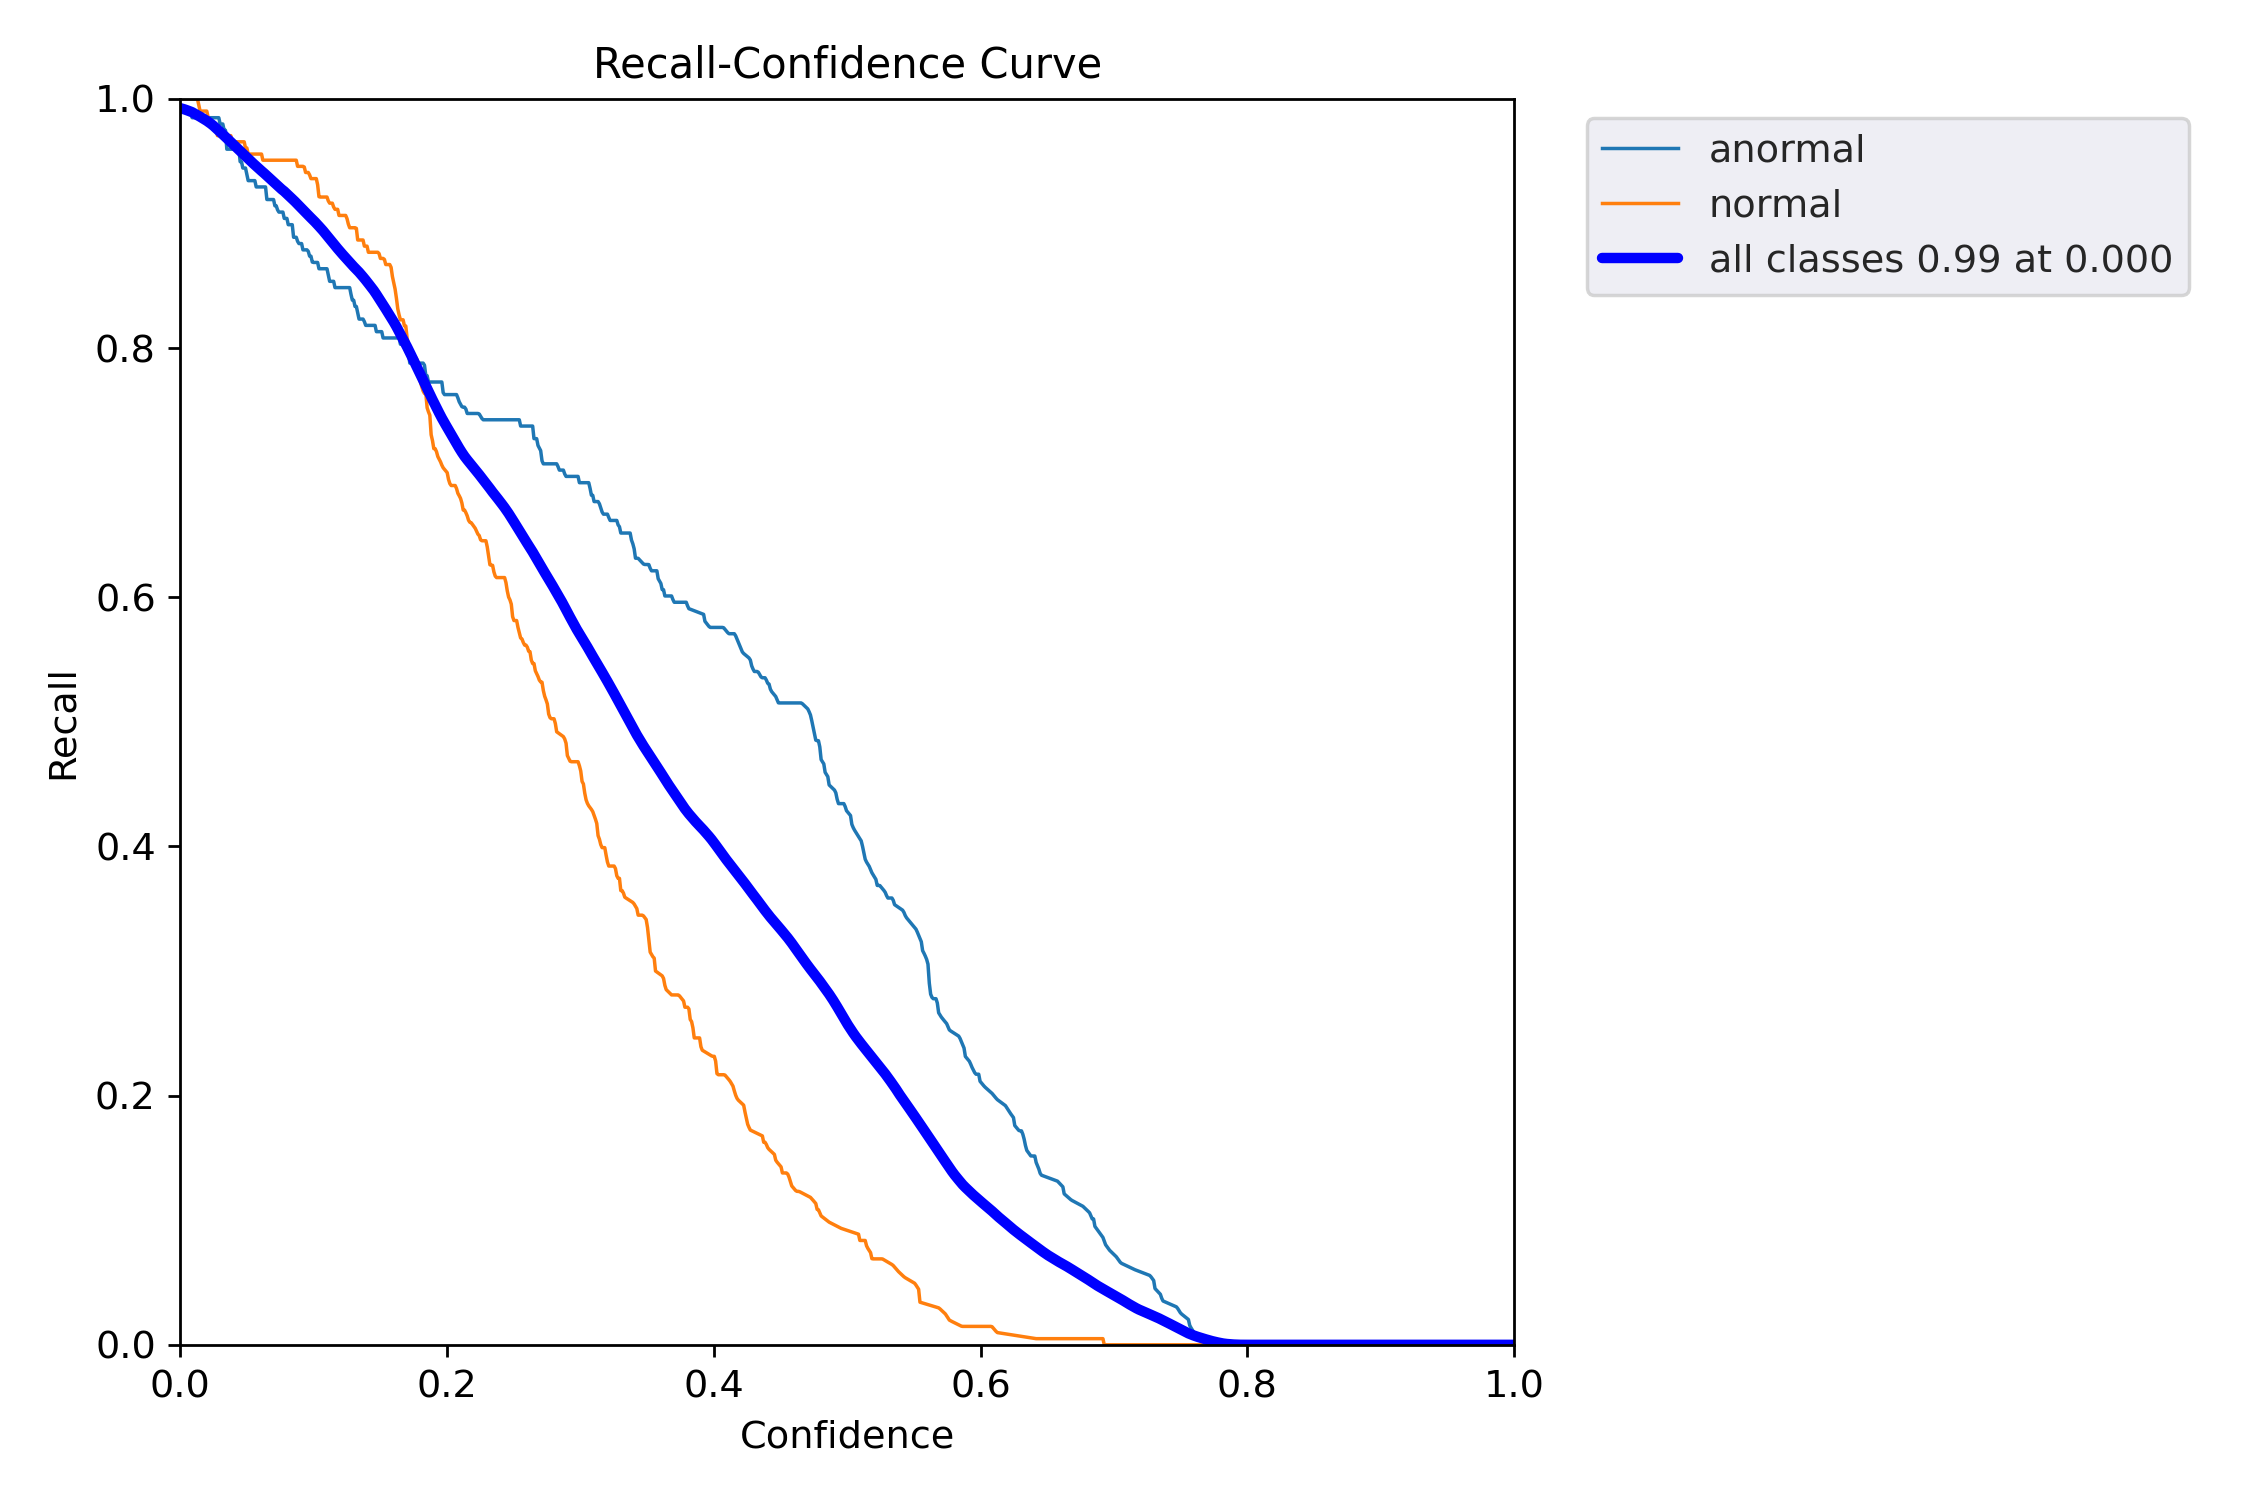 Recall-Confidence Curve
anormal
normal
all classes 0.99 at 0.000
Recall
1.0
0.8
0.6
0.4
0.2
0.0
0.0 0.2 0.4 0.6 0.8 1.0
Confidence